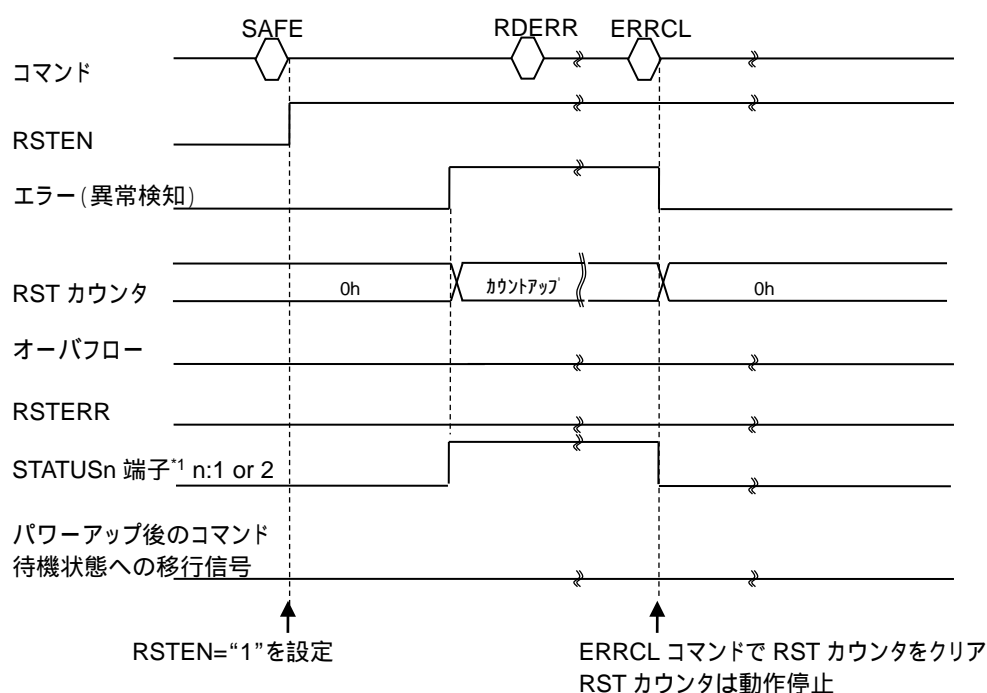 SAFE RDERR ERRCL
コマンド
RSTEN
エラー(異常検知)
RST カウンタ 0h カウントアップ 0h
オーバフロー
RSTERR
STATUSn 端子*1 n:1 or 2
パワーアップ後のコマンド
待機状態への移行信号
RSTEN=“1”を設定
ERRCL コマンドで RST カウンタをクリア
RST カウンタは動作停止